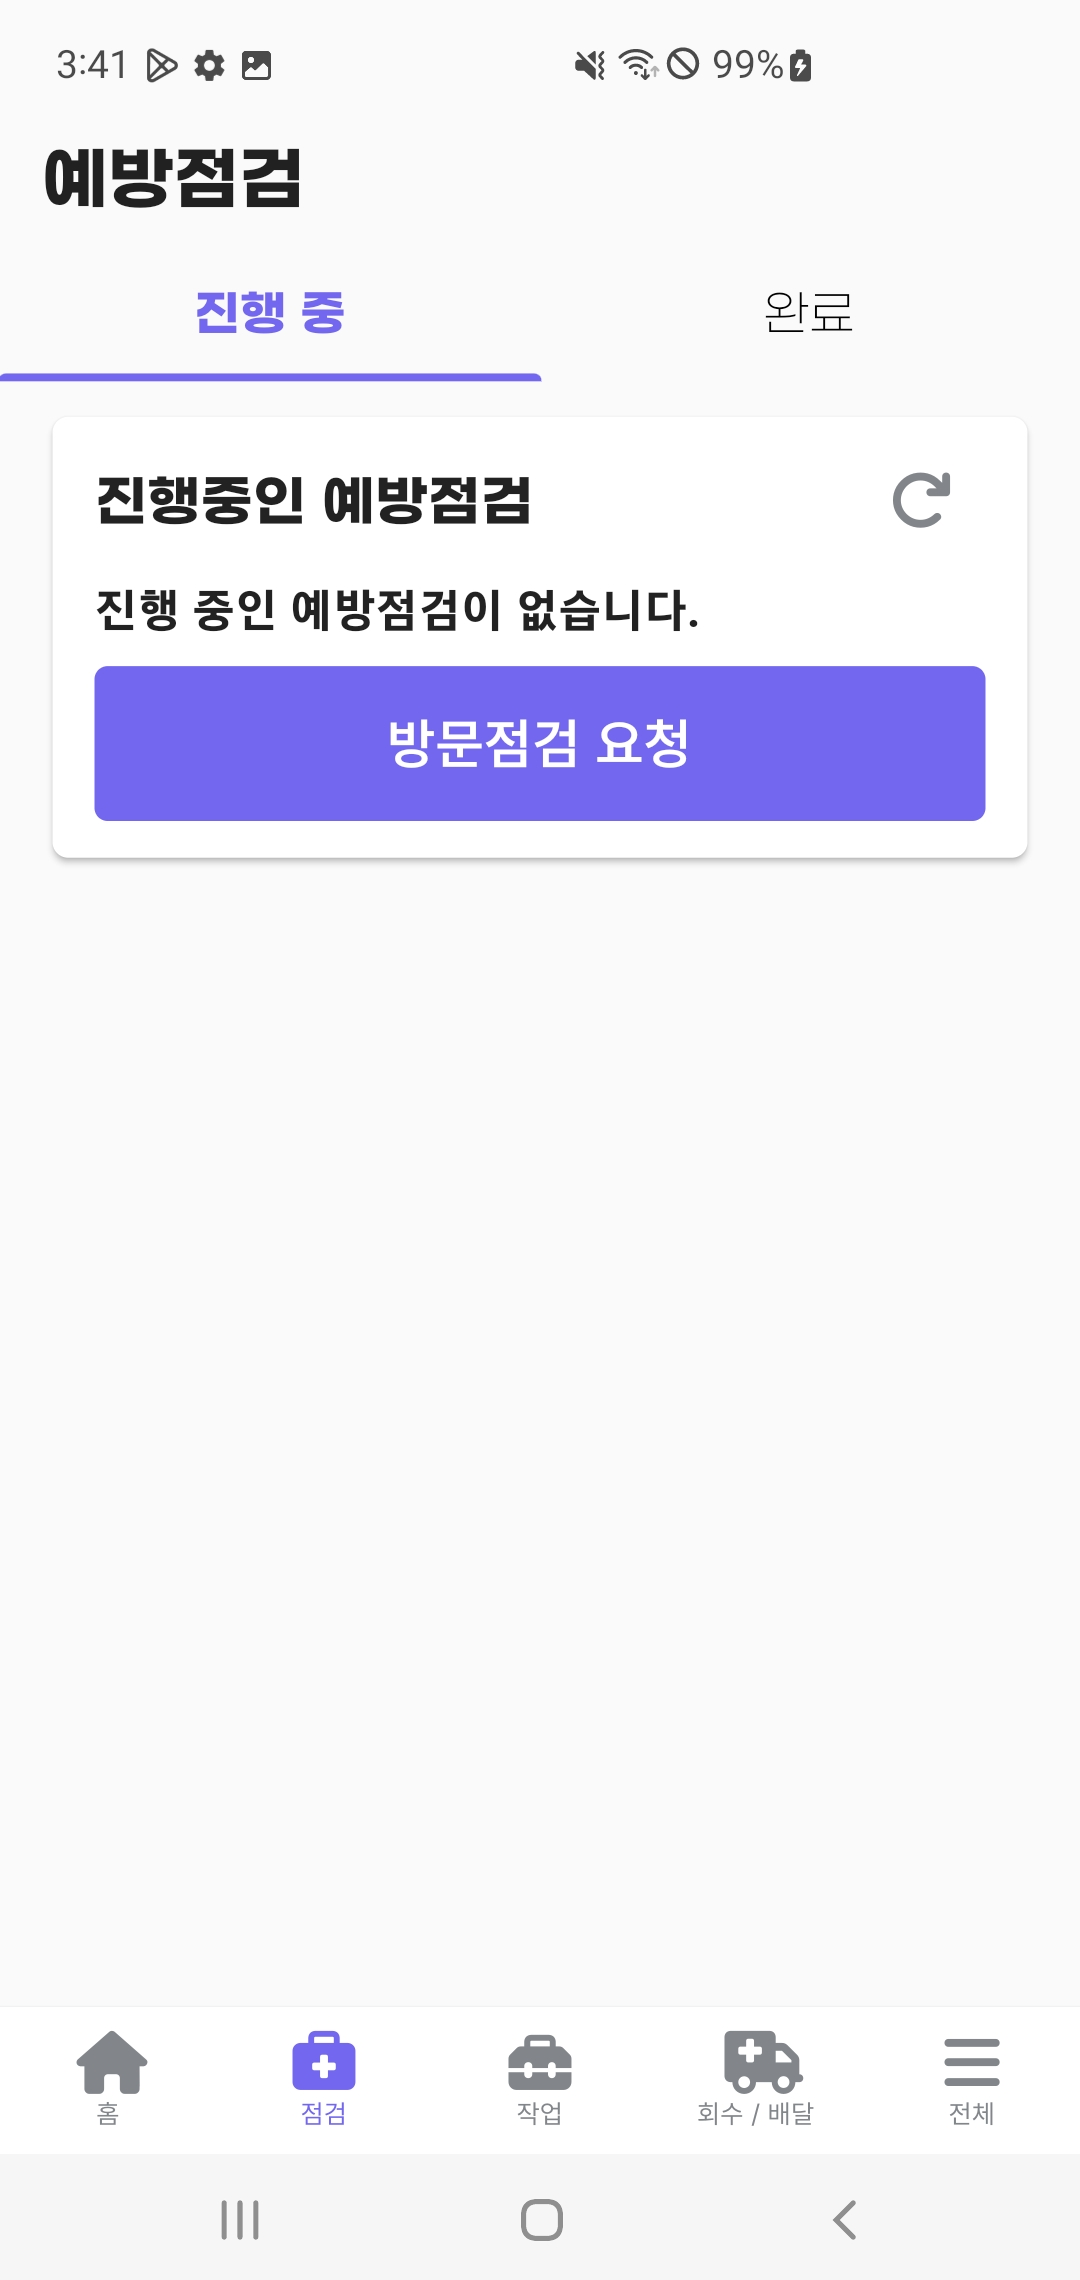 3:41 99%
예방점검
진행 중 완료
진행중인 예방점검
진행 중인 예방점검이 없습니다.
방문점검 요청
홈 점검 작업 회수 / 배달 전체